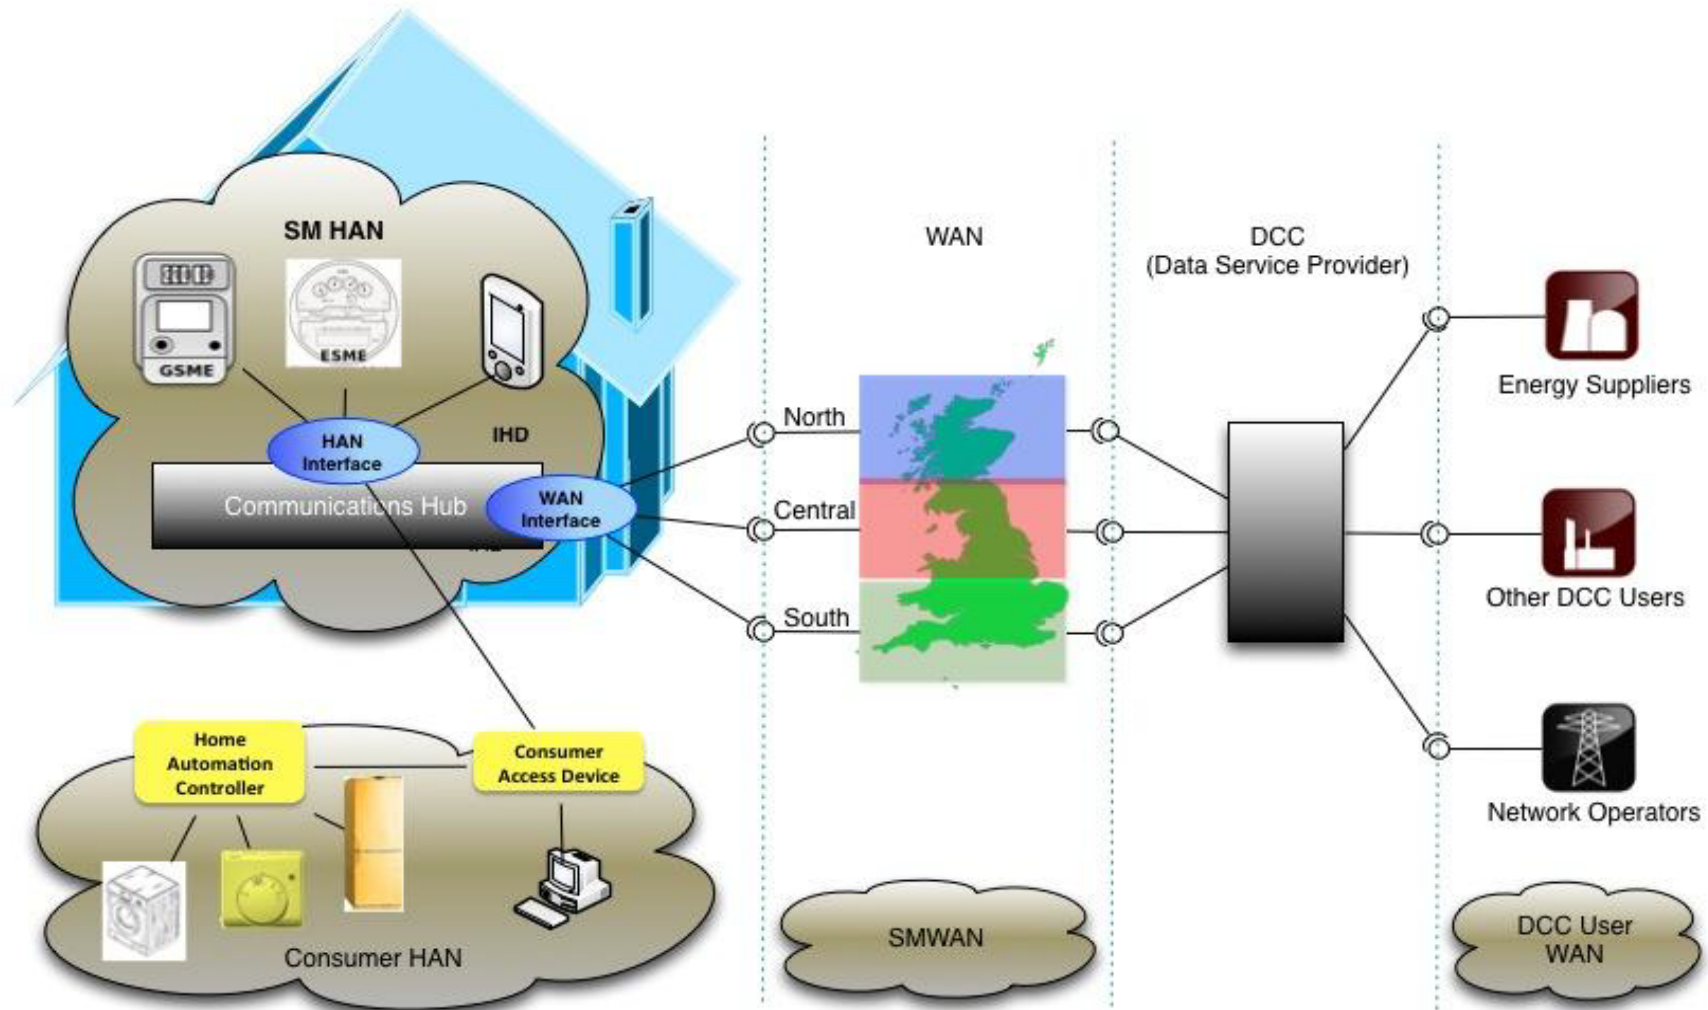 SM HAN
GSME
ESME
IHD
HAN
Interface
Communications Hub
WAN
Interface
WAN
North
Central
South
DCC
(Data Service Provider)
Energy Suppliers
Other DCC Users
Network Operators
Home
Automation
Controller
Consumer
Access Device
Consumer HAN
SMWAN
DCC User
WAN